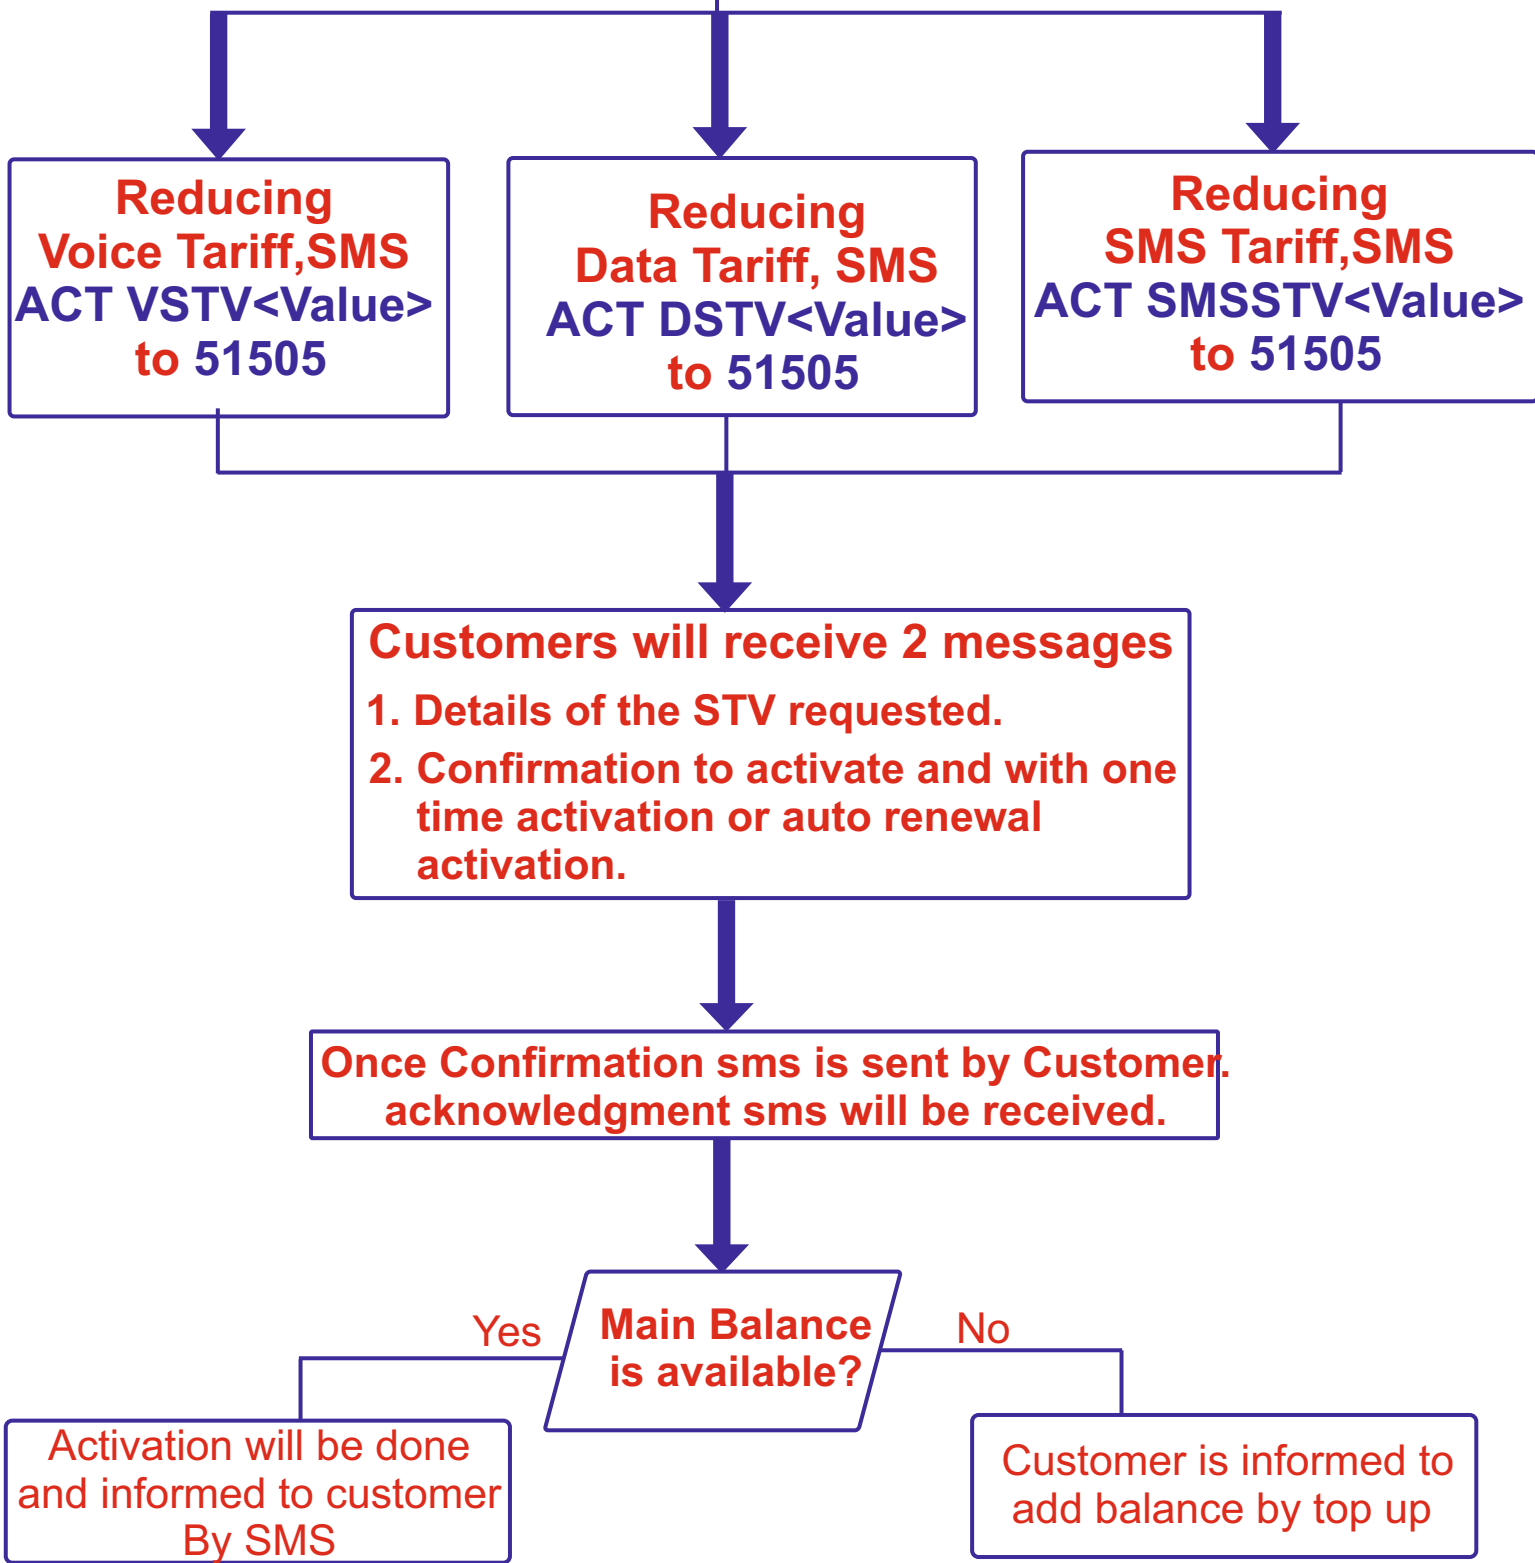 Reducing
Voice Tariff,SMS
ACT VSTV<Value>
to 51505
Reducing
Data Tariff, SMS
ACT DSTV<Value>
to 51505
Reducing
SMS Tariff,SMS
ACT SMSSTV<Value>
to 51505
Customers will receive 2 messages
1. Details of the STV requested.
2. Confirmation to activate and with one
time activation or auto renewal
activation.
Once Confirmation sms is sent by Customer.
acknowledgment sms will be received.
Main Balance
is available?
Yes
No
Activation will be done
and informed to customer
By SMS
Customer is informed to
add balance by top up